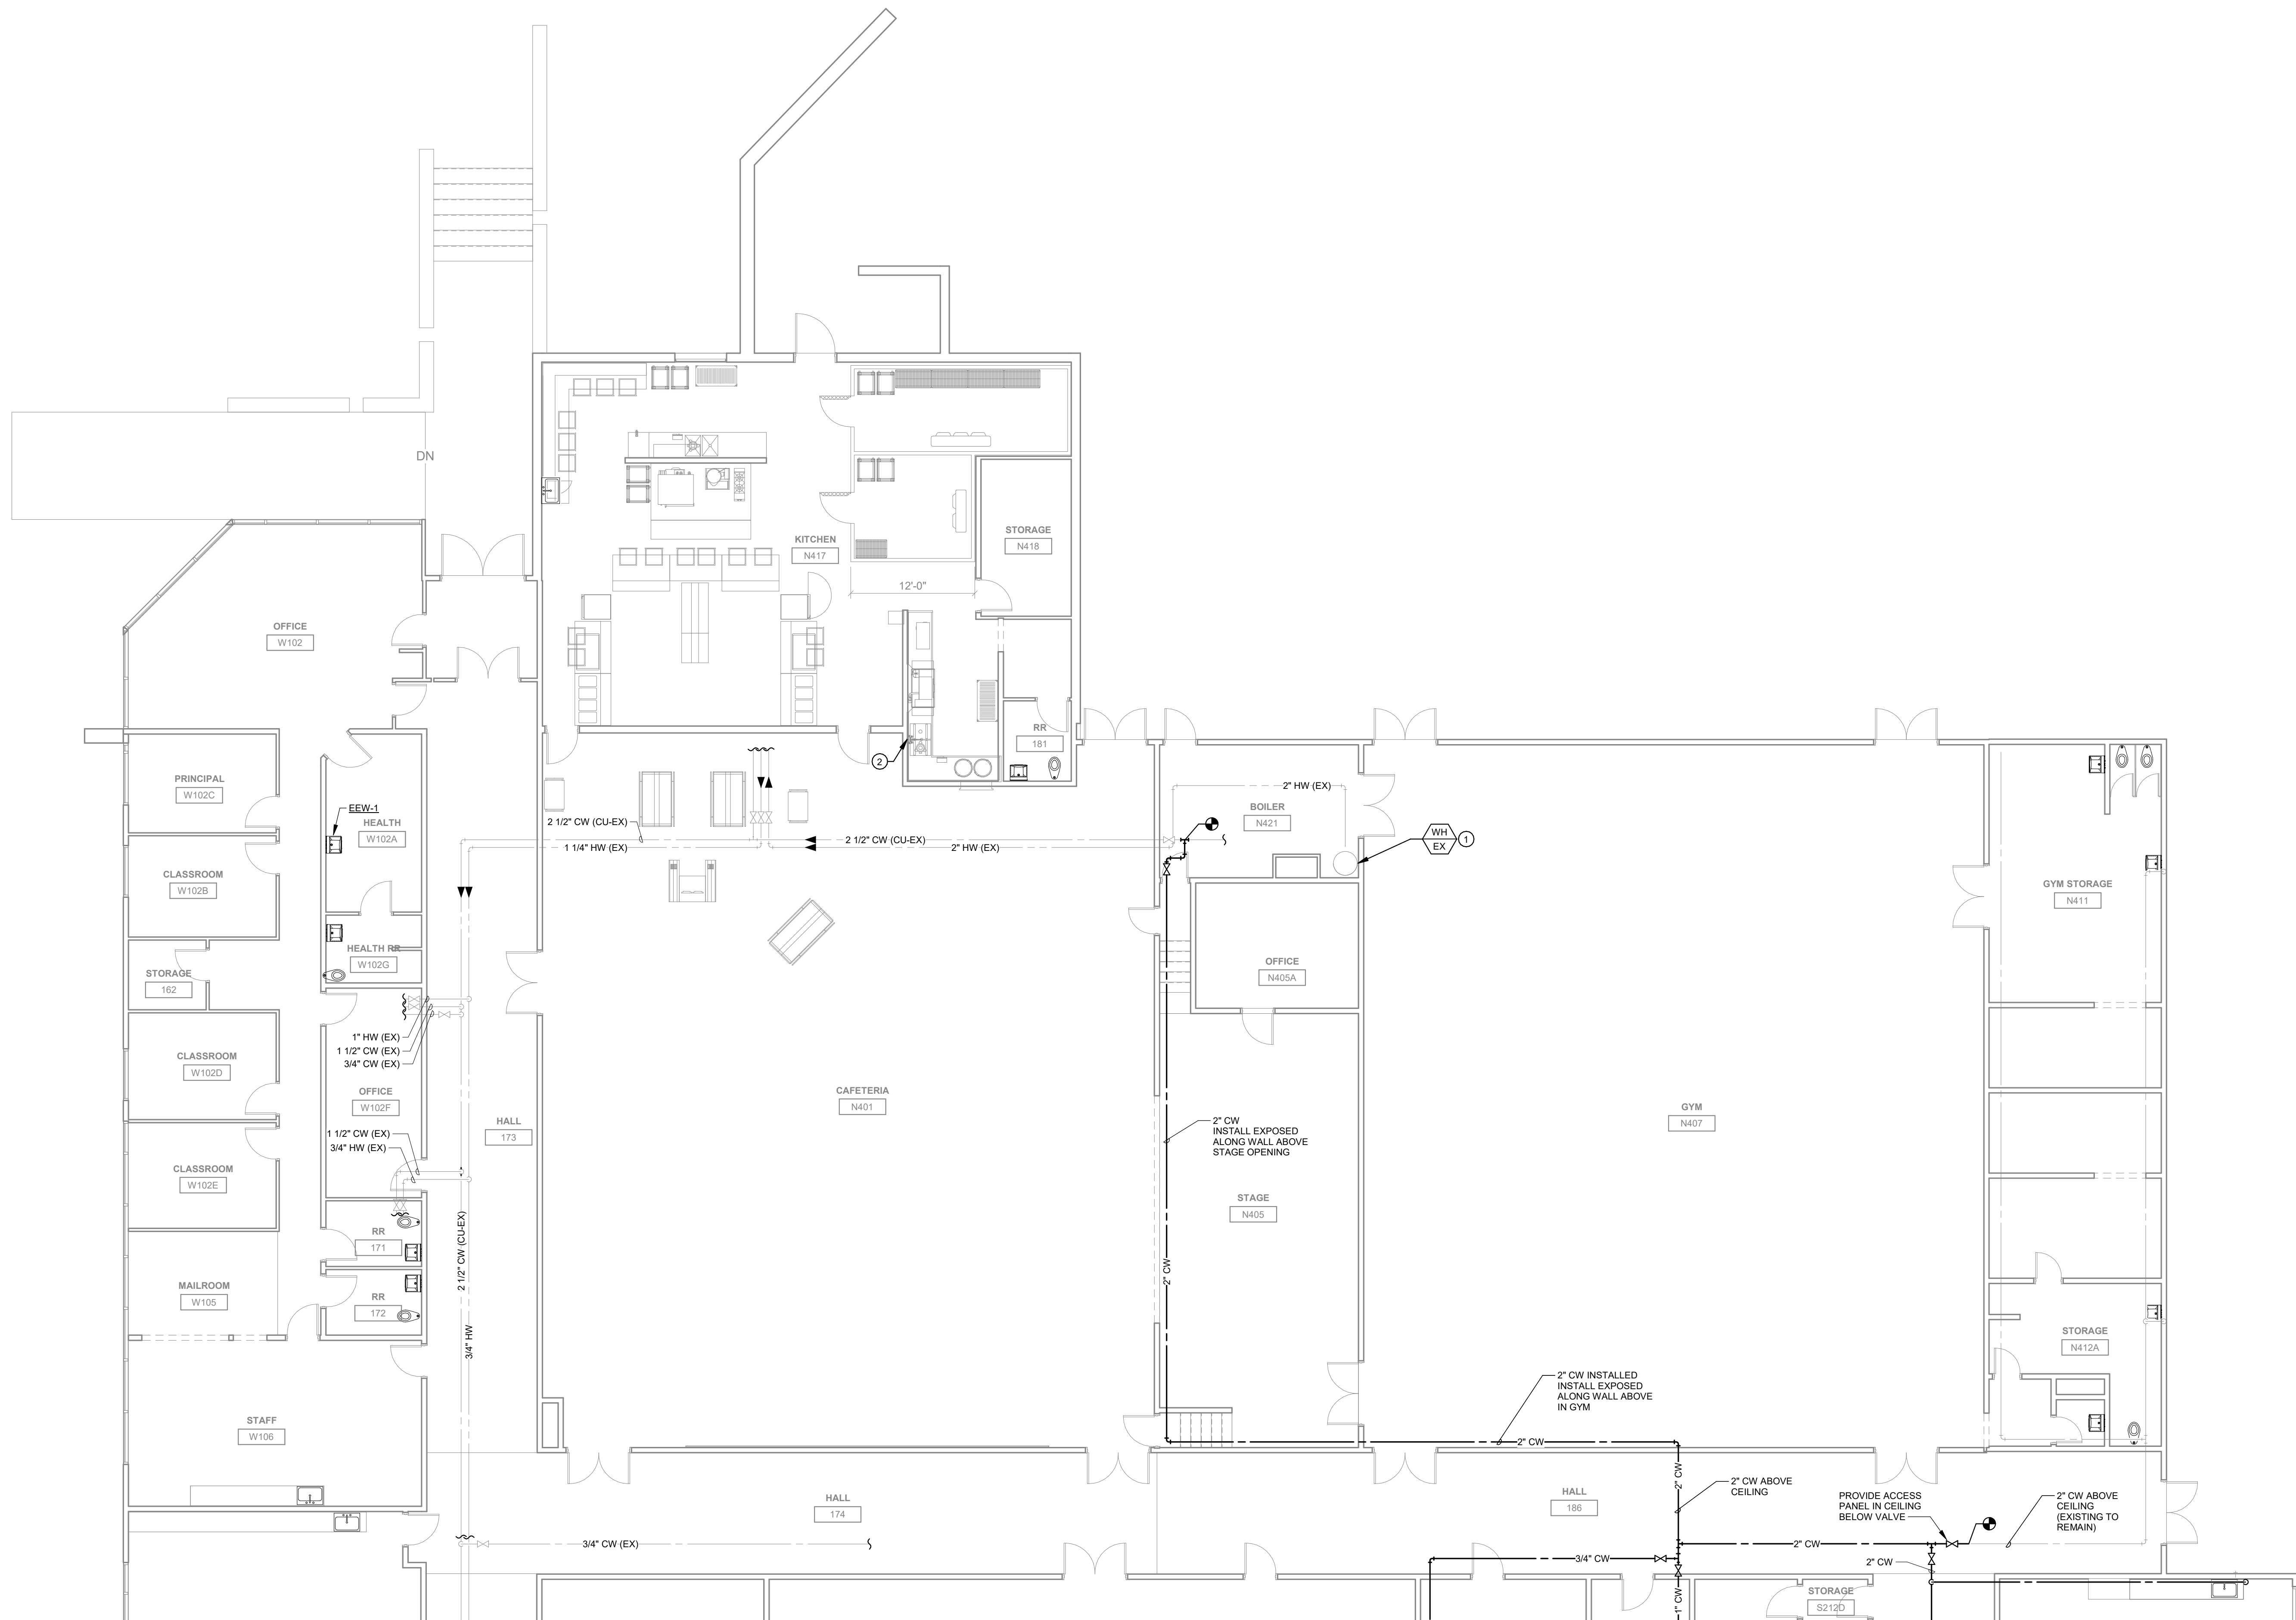 DN
OFFICE
W102
KITCHEN
N417
STORAGE
N418
12'-0"
RR
181
2
PRINCIPAL
W102C
EEW-1
HEALTH
W102A
CLASSROOM
W102B
HEALTH RR
W102G
STORAGE
162
1" HW (EX)
1 1/2" CW (EX)
3/4" CW (EX)
CLASSROOM
W102D
OFFICE
W102F
1 1/2" CW (EX)
3/4" HW (EX)
CLASSROOM
W102E
RR
171
MAILROOM
W105
RR
172
STAFF
W106
HALL
173
2 1/2" CW (CU-EX)
3/4" HW
2 1/2" CW (CU-EX)
1 1/4" HW (EX)
2 1/2" CW (CU-EX)
2" HW (EX)
2" HW (EX)
BOILER
N421
WH
EX
1
OFFICE
N405A
CAFETERIA
N401
2" CW
INSTALL EXPOSED
ALONG WALL ABOVE
STAGE OPENING
STAGE
N405
2" CW
GYM
N407
GYM STORAGE
N411
STORAGE
N412A
2" CW INSTALLED
INSTALL EXPOSED
ALONG WALL ABOVE
IN GYM
2" CW
2" CW
2" CW ABOVE
CEILING
HALL
174
HALL
186
PROVIDE ACCESS
PANEL IN CEILING
BELOW VALVE
2" CW ABOVE
CEILING
(EXISTING TO
REMAIN)
3/4" CW (EX)
3/4" CW
2" CW
2" CW
1" CW
STORAGE
S212D